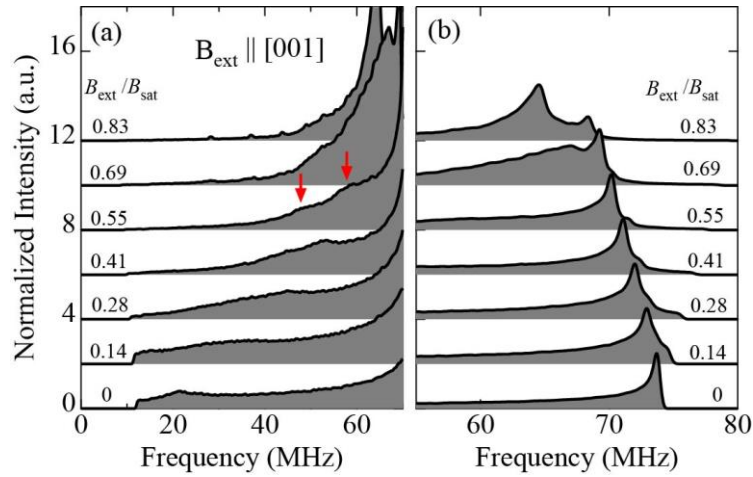 (a)
B_ext || [001]
(b)
B_ext /B_sat
B_ext /B_sat
0.83
0.83
0.69
0.69
0.55
0.55
0.41
0.41
0.28
0.28
0.14
0.14
0
0
Normalized Intensity (a.u.)
16
12
8
4
0
0 20 40 60
60 70 80
Frequency (MHz)
Frequency (MHz)